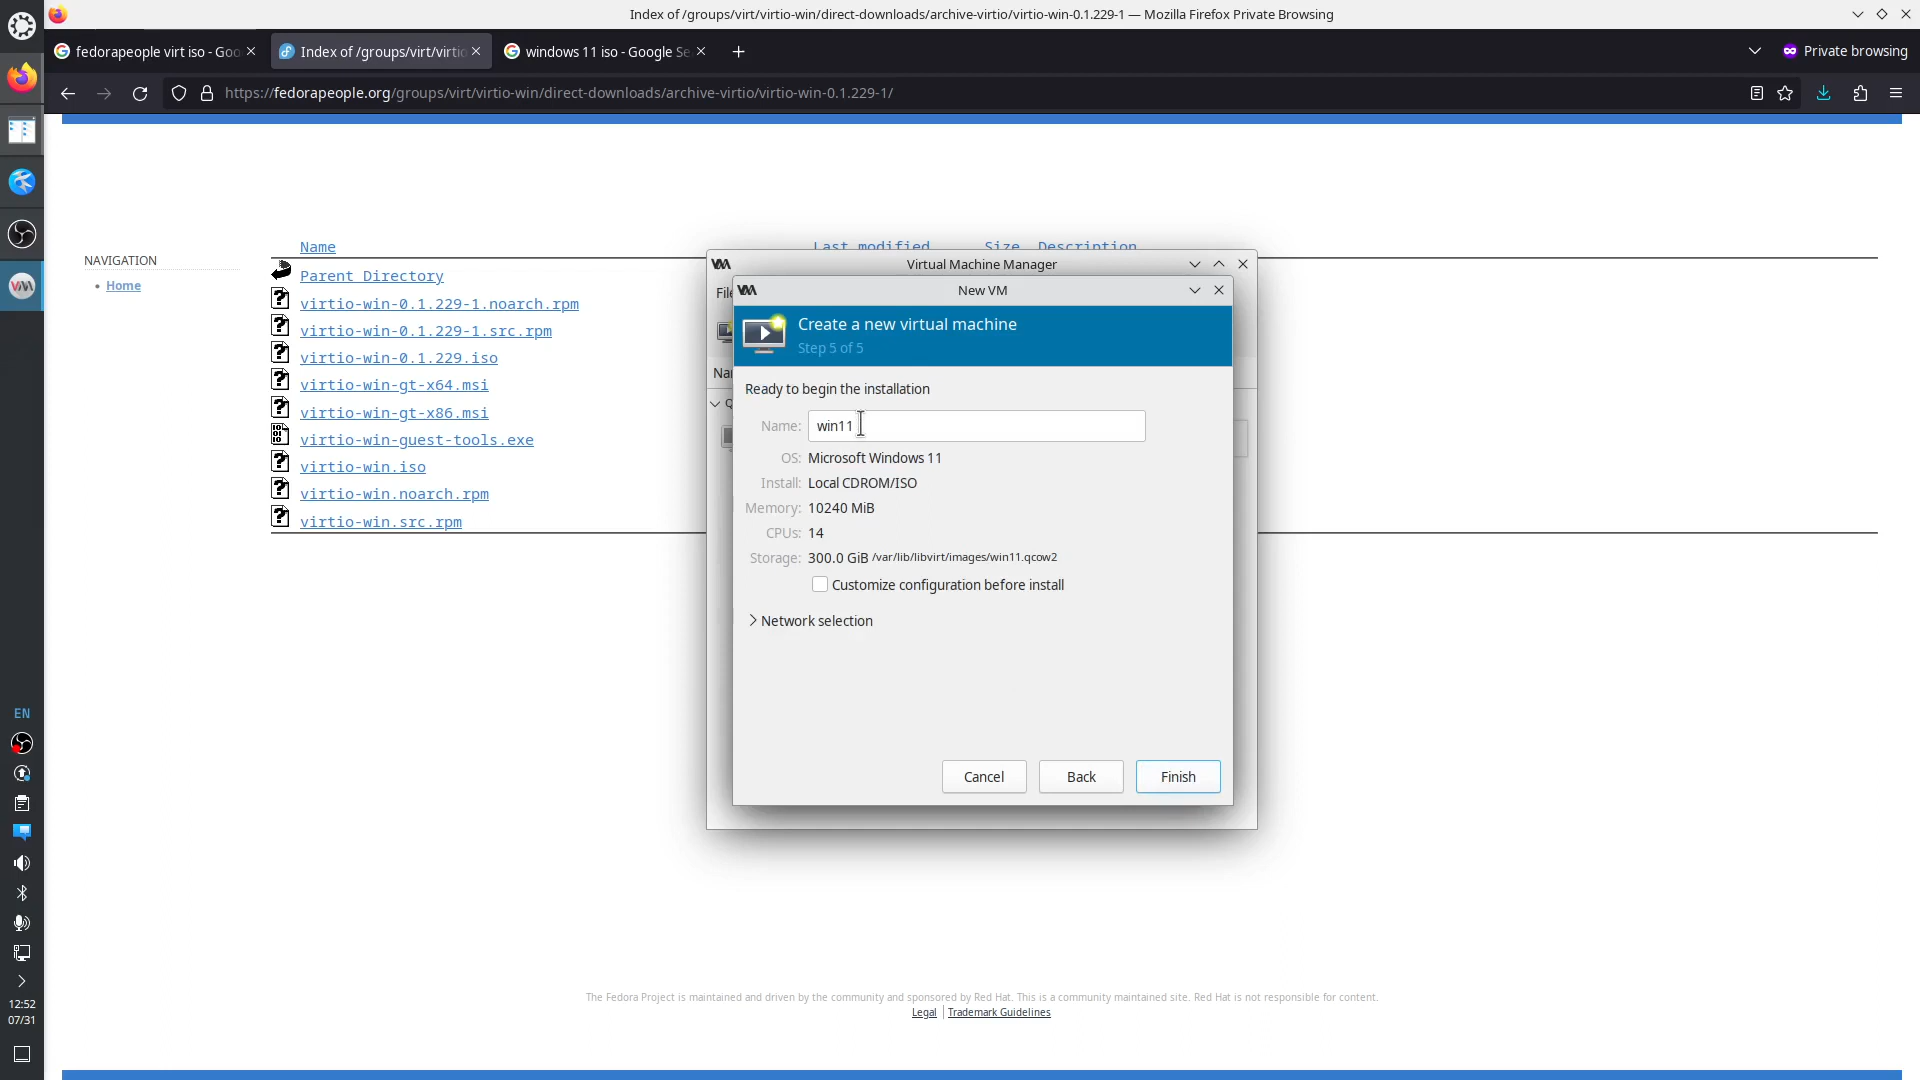 Index of /groups/virt/virtio-win/direct-downloads/archive-virtio/virtio-win-0.1.229-1 — Mozilla Firefox Private Browsing
fedorapeople virt iso - Goo
Index of /groups/virt/virtio
windows 11 iso - Google Se
Private browsing
https://fedorapeople.org/groups/virt/virtio-win/direct-downloads/archive-virtio/virtio-win-0.1.229-1/
NAVIGATION
Home
Name
Last modified
Size
Description
Parent Directory
virtio-win-0.1.229-1.noarch.rpm
virtio-win-0.1.229-1.src.rpm
virtio-win-0.1.229.iso
virtio-win-gt-x64.msi
virtio-win-gt-x86.msi
virtio-win-guest-tools.exe
virtio-win.iso
virtio-win.noarch.rpm
virtio-win.src.rpm
Virtual Machine Manager
New VM
Create a new virtual machine
Step 5 of 5
Ready to begin the installation
Name: win11
OS: Microsoft Windows 11
Install: Local CDROM/ISO
Memory: 10240 MiB
CPUs: 14
Storage: 300.0 GiB /var/lib/libvirt/images/win11.qcow2
Customize configuration before install
Network selection
Cancel
Back
Finish
The Fedora Project is maintained and driven by the community and sponsored by Red Hat. This is a community maintained site. Red Hat is not responsible for content.
Legal
Trademark Guidelines
EN
12:52
07/31